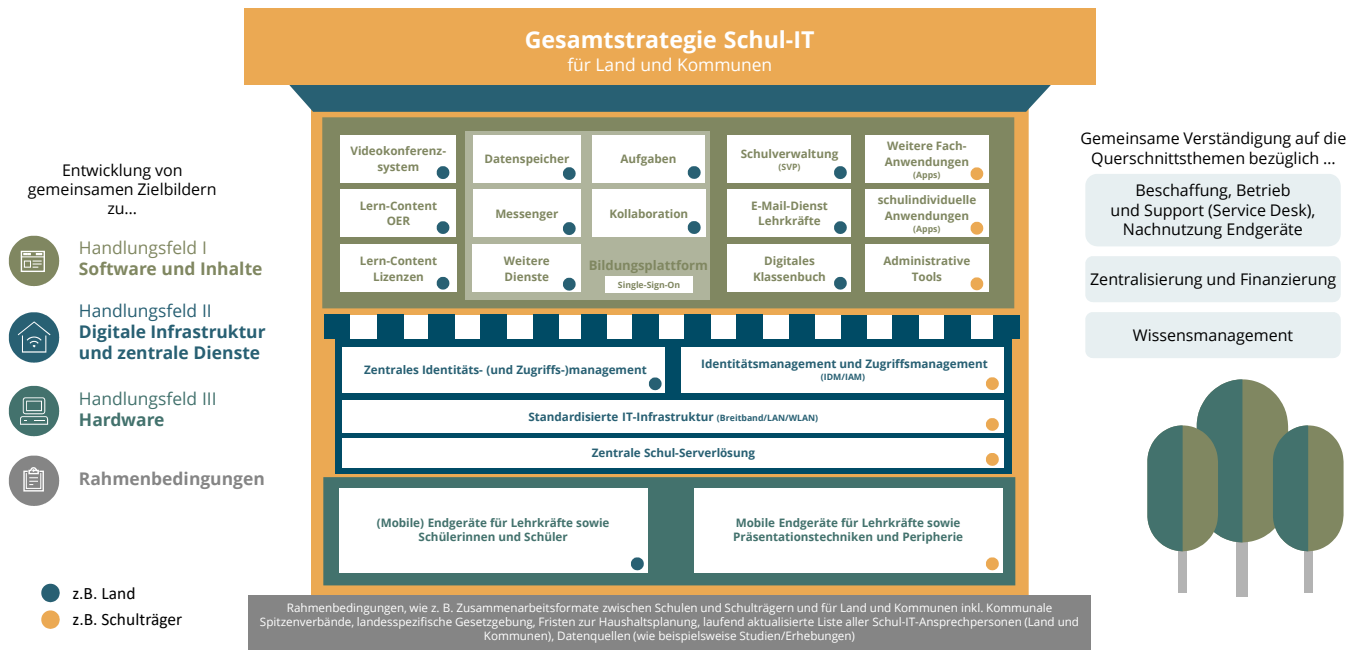 Gesamtstrategie Schul-IT
für Land und Kommunen
Entwicklung von
gemeinsamen Zielbildern
zu...
Handlungsfeld I
Software und Inhalte
Handlungsfeld II
Digitale Infrastruktur
und zentrale Dienste
Handlungsfeld III
Hardware
Rahmenbedingungen
z.B. Land
z.B. Schulträger
Videokonferenz-
system
Datenspeicher
Aufgaben
Schulverwaltung
(SVP)
Weitere Fach-
Anwendungen
(Apps)
Lern-Content
OER
Messenger
Kollaboration
E-Mail-Dienst
Lehrkräfte
schulindividuelle
Anwendungen
(Apps)
Lern-Content
Lizenzen
Weitere
Dienste
Bildungsplattform
Single-Sign-On
Digitales
Klassenbuch
Administrative
Tools
Zentrales Identitäts- (und Zugriffs-)management
Identitätsmanagement und Zugriffsmanagement
(IDM/IAM)
Standardisierte IT-Infrastruktur (Breitband/LAN/WLAN)
Zentrale Schul-Serverlösung
(Mobile) Endgeräte für Lehrkräfte sowie
Schülerinnen und Schüler
Mobile Endgeräte für Lehrkräfte sowie
Präsentationstechniken und Peripherie
Rahmenbedingungen, wie z. B. Zusammenarbeitsformate zwischen Schulen und Schulträgern und für Land und Kommunen inkl. Kommunale
Spitzenverbände, landesspezifische Gesetzgebung, Fristen zur Haushaltsplanung, laufend aktualisierte Liste aller Schul-IT-Ansprechpersonen (Land und
Kommunen), Datenquellen (wie beispielsweise Studien/Erhebungen)
Gemeinsame Verständigung auf die
Querschnittsthemen bezüglich ...
Beschaffung, Betrieb
und Support (Service Desk),
Nachnutzung Endgeräte
Zentralisierung und Finanzierung
Wissensmanagement